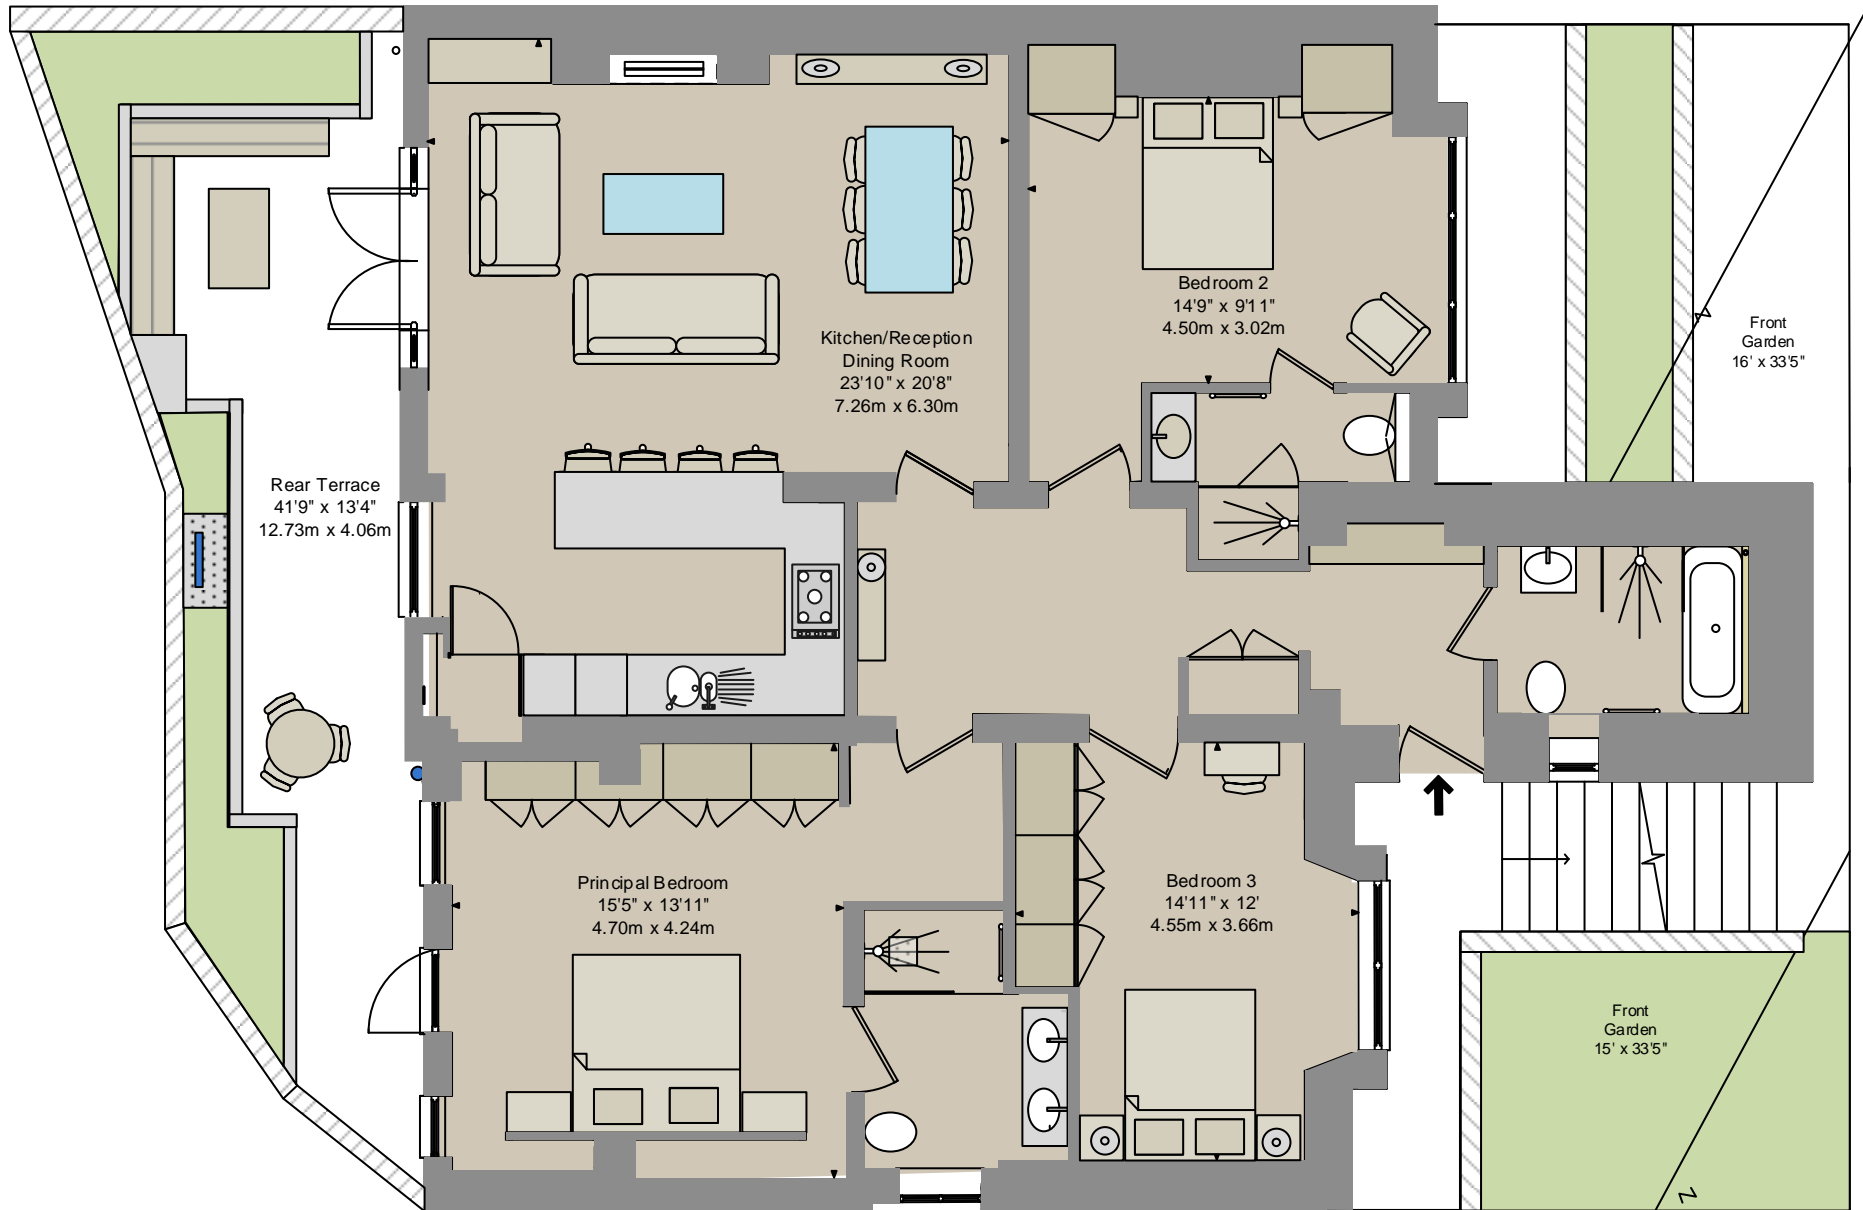 Bedroom 2
14'9" x 9'11"
4.50m x 3.02m
Kitchen/Reception
Dining Room
23'10" x 20'8"
7.26m x 6.30m
Front
Garden
16' x 33'5"
Rear Terrace
41'9" x 13'4"
12.73m x 4.06m
Principal Bedroom
15'5" x 13'11"
4.70m x 4.24m
Bedroom 3
14'11" x 12'
4.55m x 3.66m
Front
Garden
15' x 33'5"